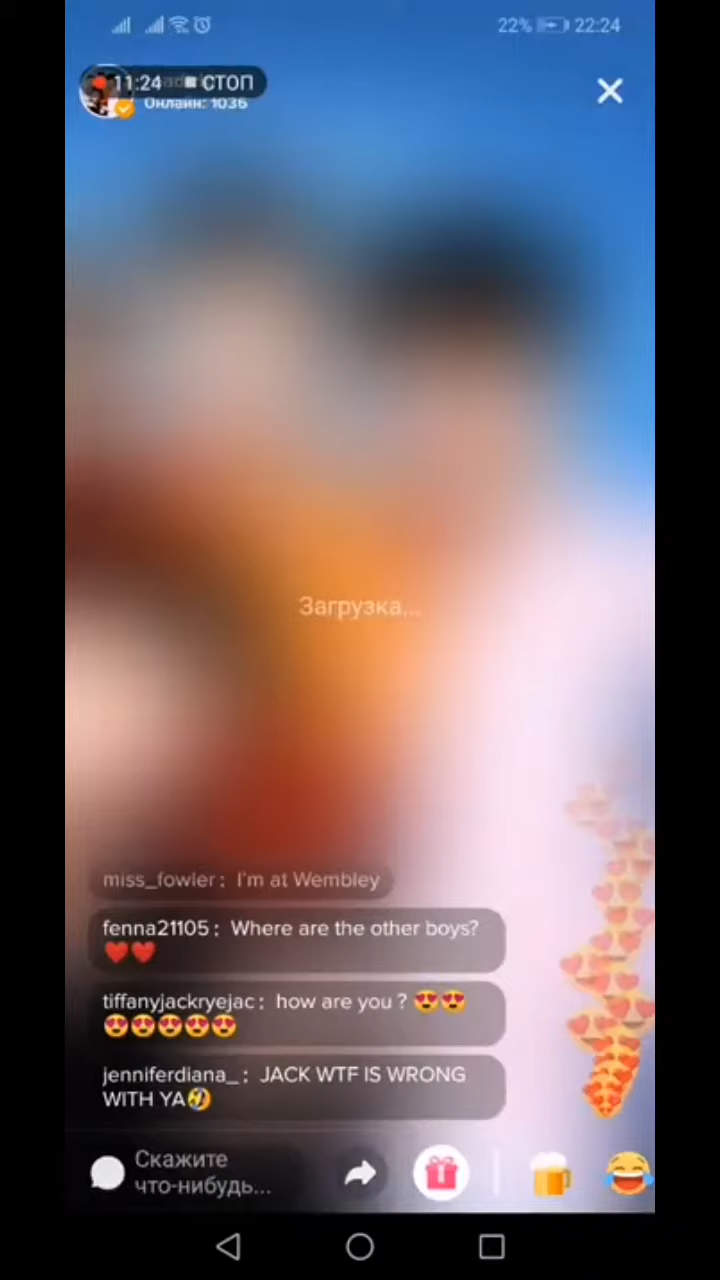 22% 22:24
11:24 СТОП
Онлайн: 1036
Загрузка...
miss_fowler: I'm at Wembley
fenna21105: Where are the other boys?
❤️❤️
tiffanyjackryejac: how are you ? 😍😍
😍😍😍😍😍
jenniferdiana_: JACK WTF IS WRONG
WITH YA🤣
Скажите
что-нибудь...